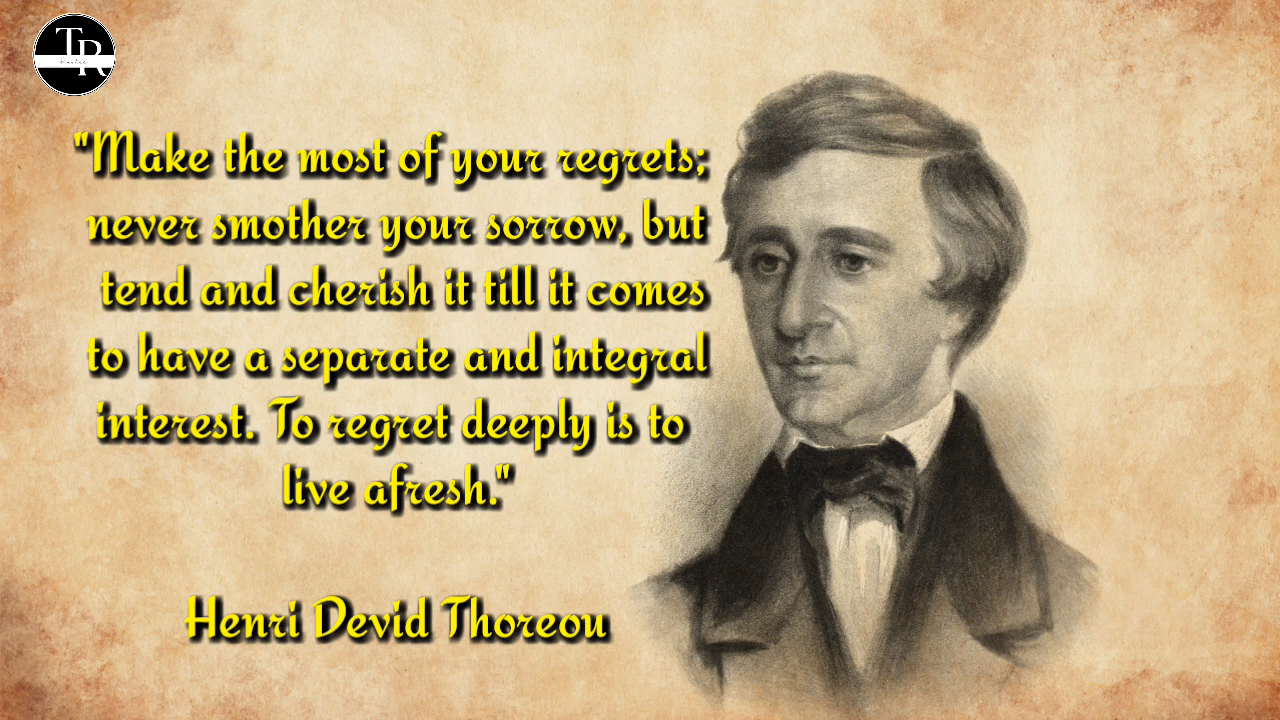 TR
"Make the most of your regrets;
never smother your sorrow, but
tend and cherish it till it comes
to have a separate and integral
interest. To regret deeply is to
live afresh."
Henri Devid Thoreou